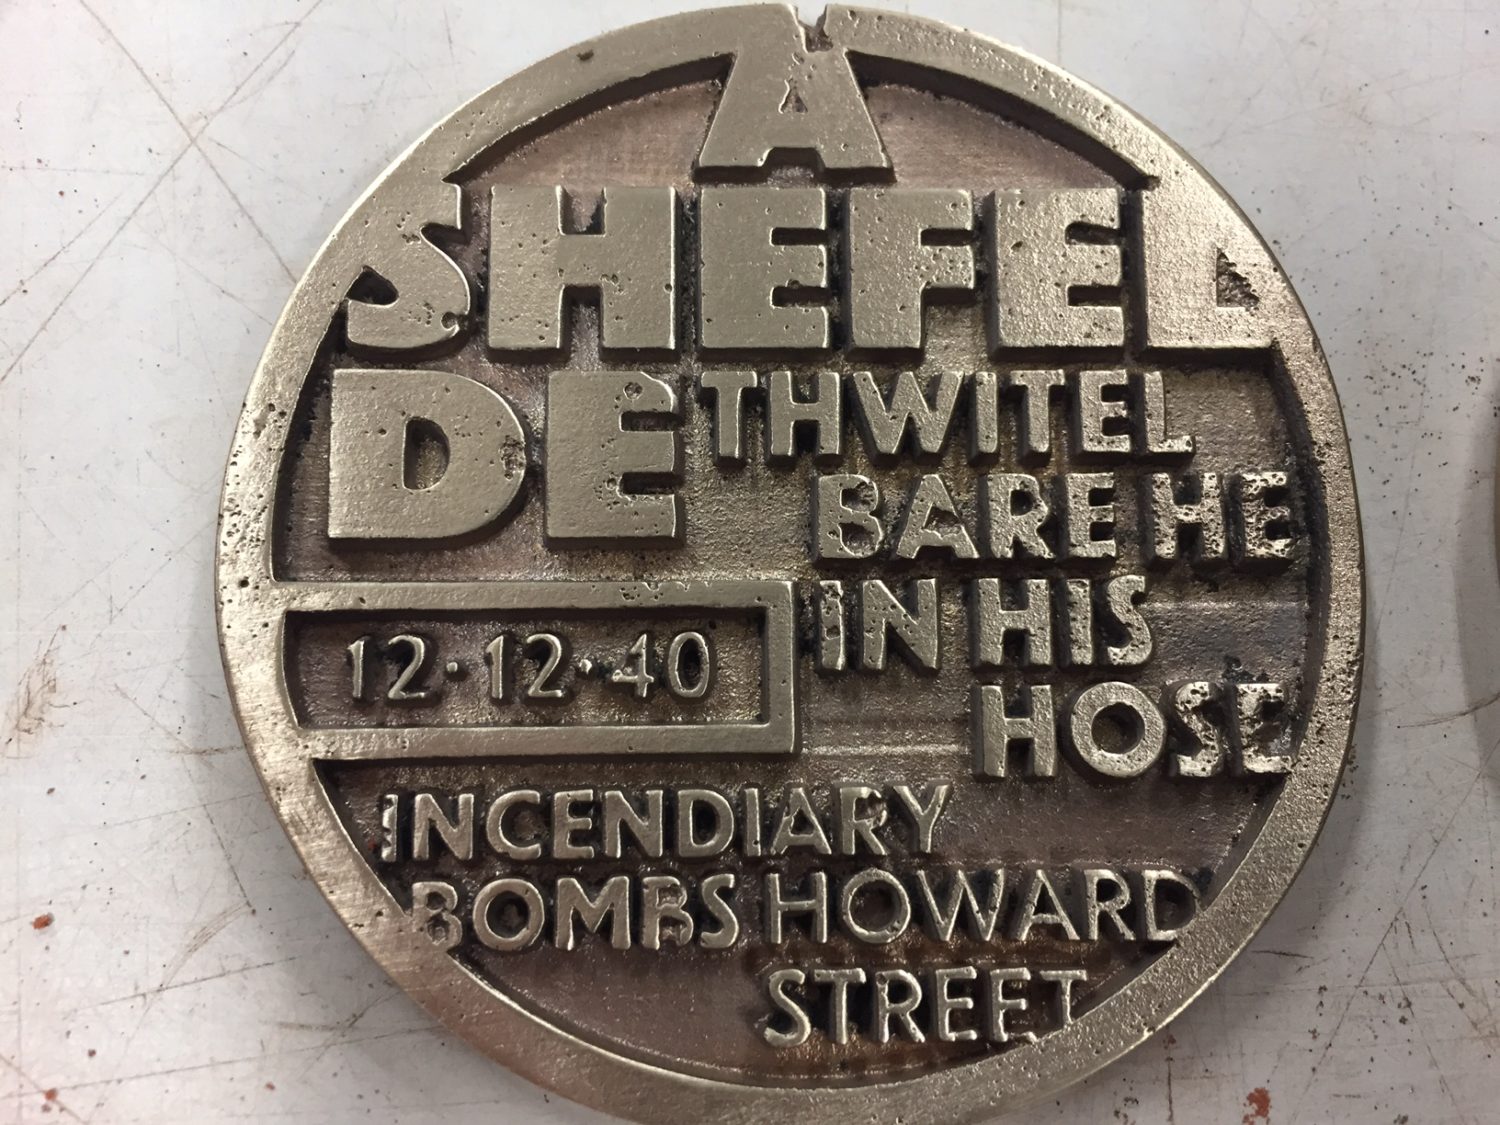 A
SHEFEL
DE THWITEL
BARE HE
IN HIS
HOSE
12·12·40
INCENDIARY
BOMBS HOWARD
STREET